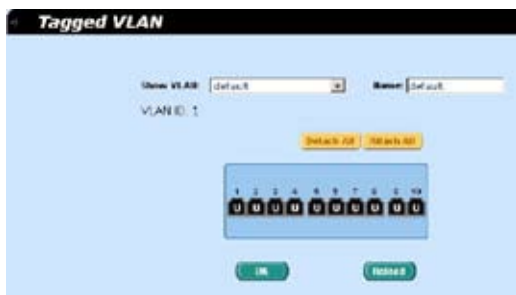 Tagged VLAN
Show VLAN: default Name: default
VLAN ID: 1
Detach All Attach All
1 2 3 4 5 6 7 8 9 10
U U U U U U U U U U
OK Reload